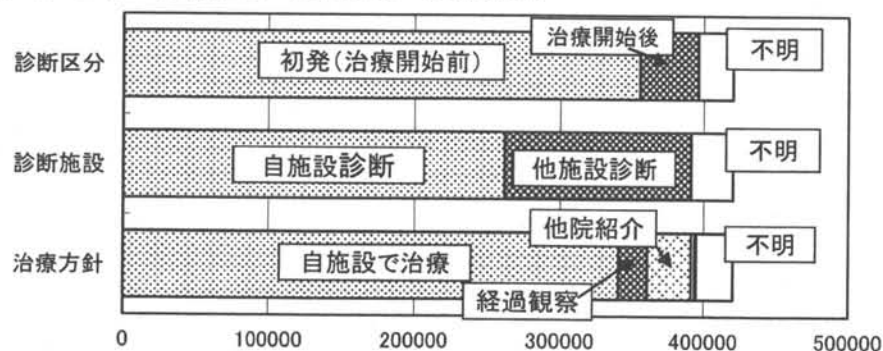 治療開始後
不明
診断区分
初発(治療開始前)
不明
診断施設
自施設診断
他施設診断
他院紹介
不明
治療方針
自施設で治療
経過観察
0
100000
200000
300000
400000
500000